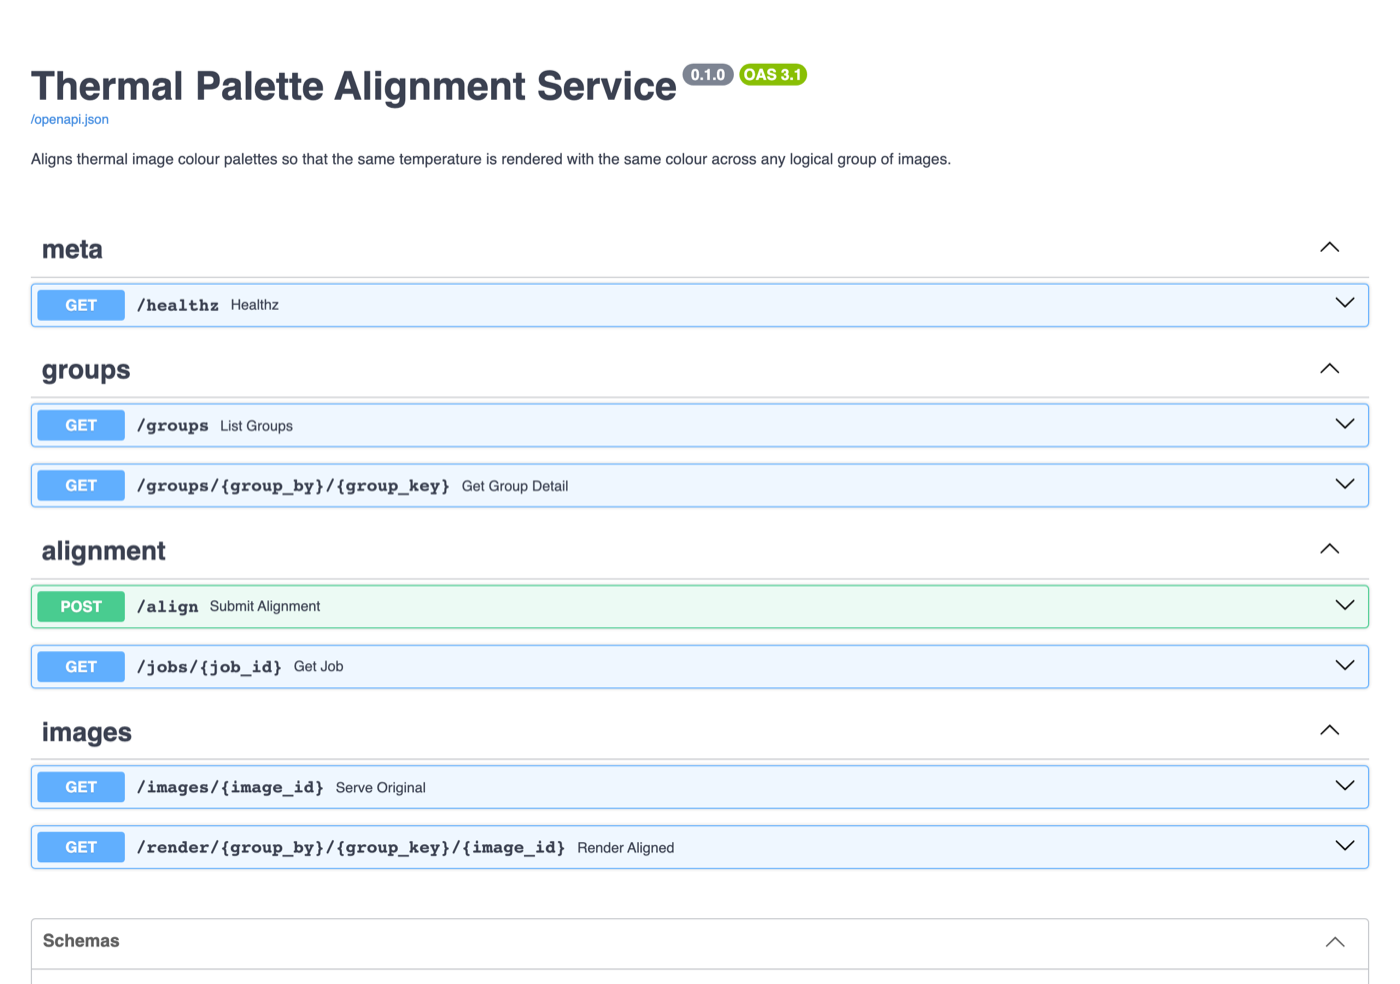 Thermal Palette Alignment Service 0.1.0 OAS 3.1
/openapi.json
Aligns thermal image colour palettes so that the same temperature is rendered with the same colour across any logical group of images.
meta
GET /healthz Healthz
groups
GET /groups List Groups
GET /groups/{group_by}/{group_key} Get Group Detail
alignment
POST /align Submit Alignment
GET /jobs/{job_id} Get Job
images
GET /images/{image_id} Serve Original
GET /render/{group_by}/{group_key}/{image_id} Render Aligned
Schemas